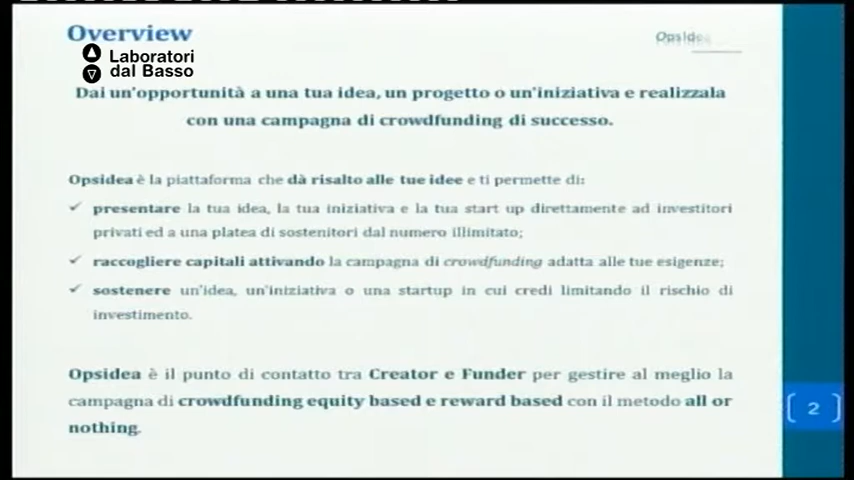 Overview
Opsidea
Laboratori
dal Basso
Dai un'opportunità a una tua idea, un progetto o un'iniziativa e realizzala
con una campagna di crowdfunding di successo.
Opsidea è la piattaforma che dà risalto alle tue idee e ti permette di:
✓ presentare la tua idea, la tua iniziativa e la tua start up direttamente ad investitori
privati ed a una platea di sostenitori dal numero illimitato;
✓ raccogliere capitali attivando la campagna di crowdfunding adatta alle tue esigenze;
✓ sostenere un'idea, un'iniziativa o una startup in cui credi limitando il rischio di
investimento.
Opsidea è il punto di contatto tra Creator e Funder per gestire al meglio la
campagna di crowdfunding equity based e reward based con il metodo all or
nothing.
2